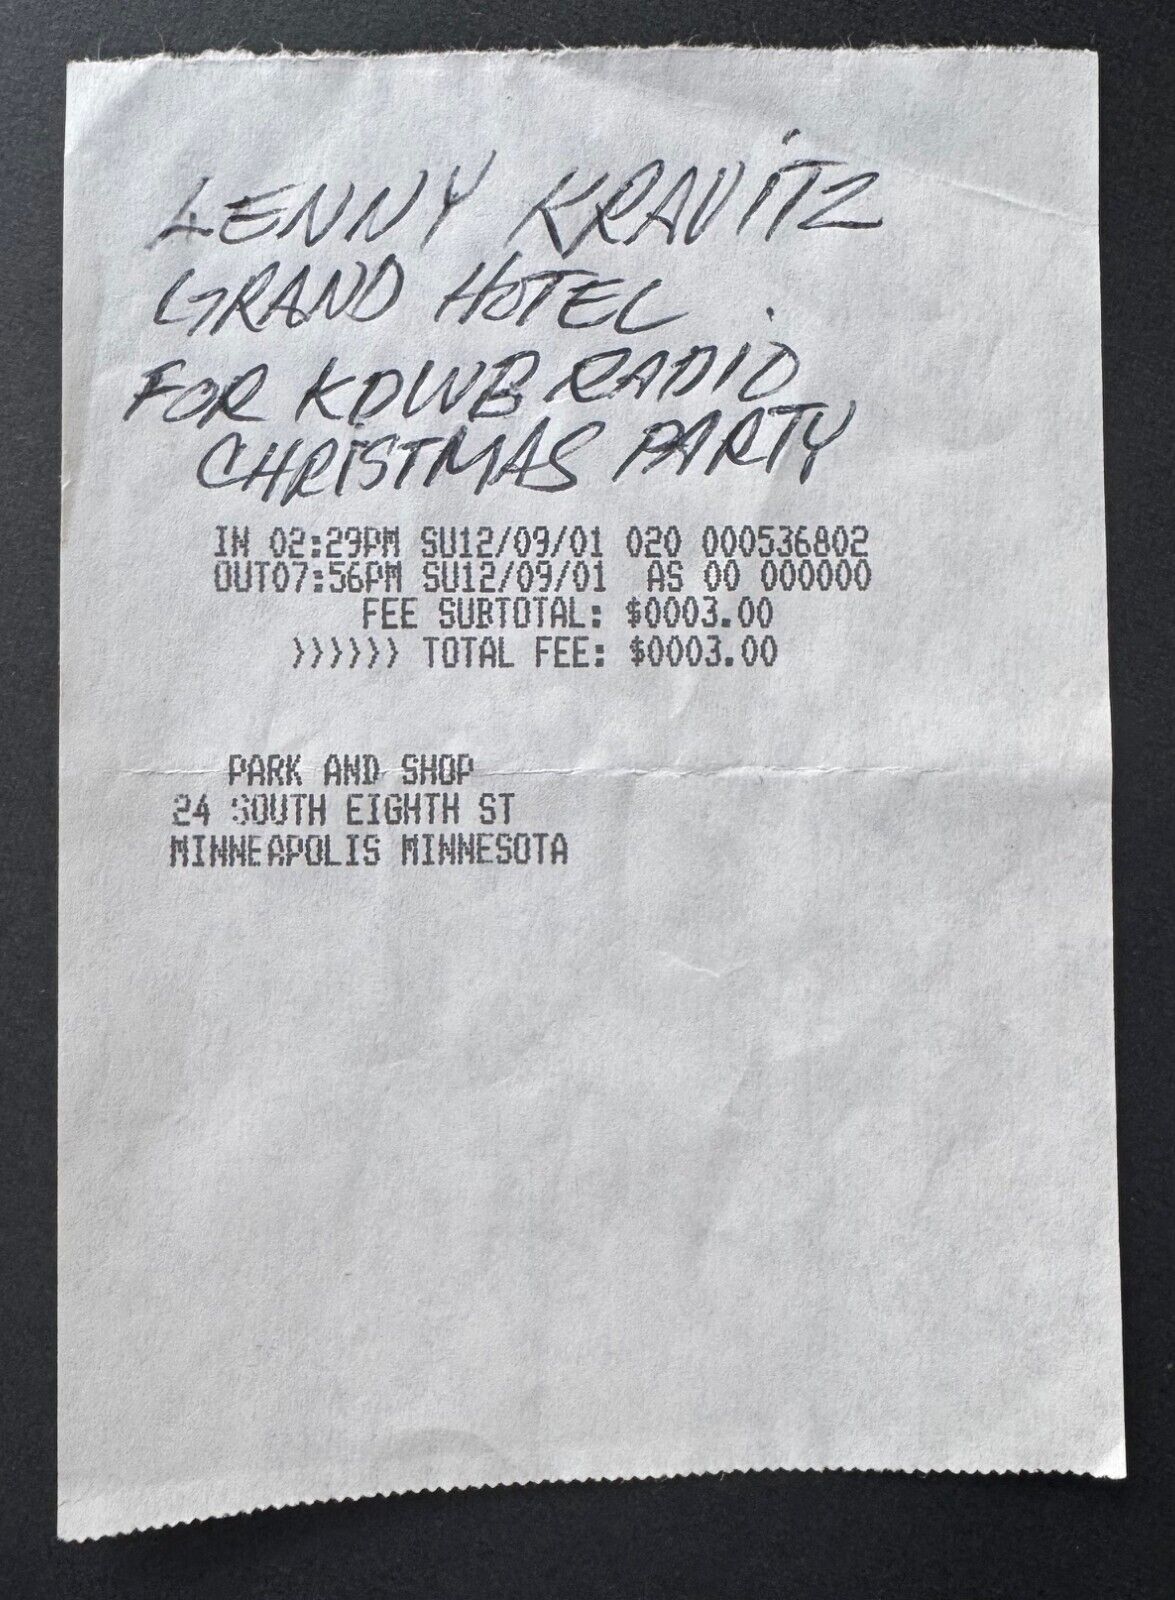 LENNY KRAVITZ
GRAND HOTEL
FOR KDWB RADIO
CHRISTMAS PARTY
IN 02:29PM SU12/09/01 020 000536802
OUT07:56PM SU12/09/01 AS 00 000000
FEE SUBTOTAL: $0003.00
>>>>>> TOTAL FEE: $0003.00
PARK AND SHOP
24 SOUTH EIGHTH ST
MINNEAPOLIS MINNESOTA